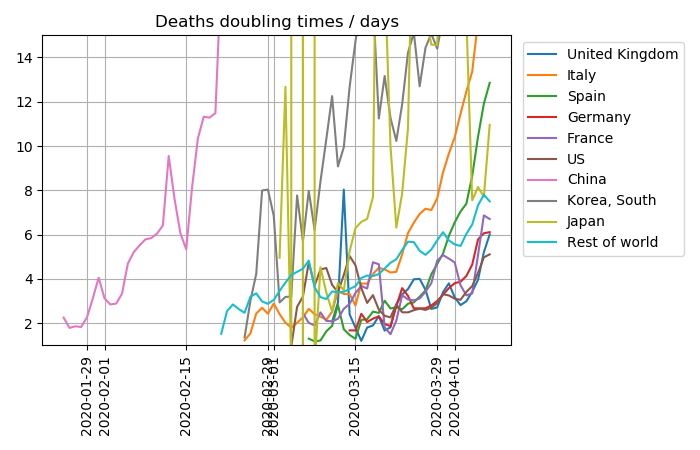 Deaths doubling times / days
14
12
10
8
6
4
2
2020-01-29
2020-02-01
2020-02-15
2020-02-29
2020-03-01
2020-03-15
2020-03-29
2020-04-01
United Kingdom
Italy
Spain
Germany
France
US
China
Korea, South
Japan
Rest of world